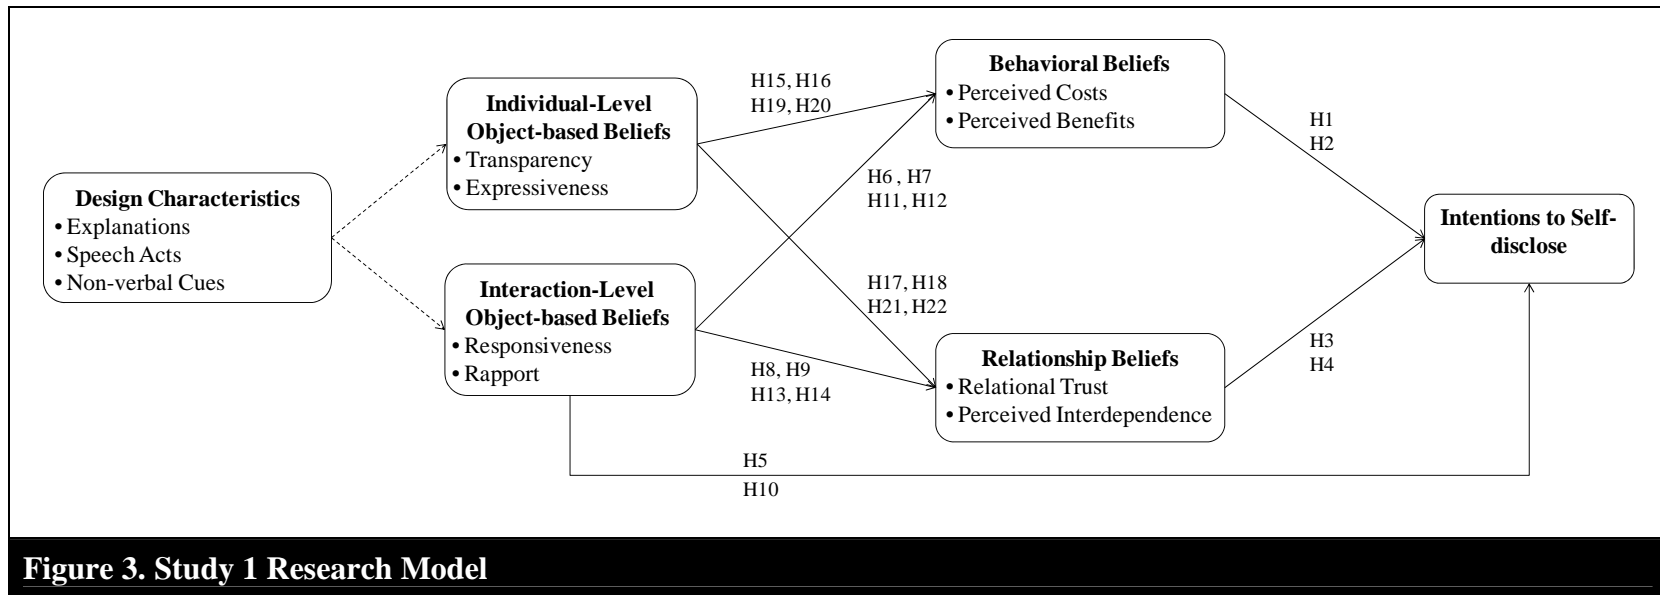 Design Characteristics
• Explanations
• Speech Acts
• Non-verbal Cues
Individual-Level
Object-based Beliefs
• Transparency
• Expressiveness
Interaction-Level
Object-based Beliefs
• Responsiveness
• Rapport
H15, H16
H19, H20
H6 , H7
H11, H12
H17, H18
H21, H22
H8, H9
H13, H14
H5
H10
Behavioral Beliefs
• Perceived Costs
• Perceived Benefits
Relationship Beliefs
• Relational Trust
• Perceived Interdependence
H1
H2
H3
H4
Intentions to Self-
disclose
Figure 3. Study 1 Research Model